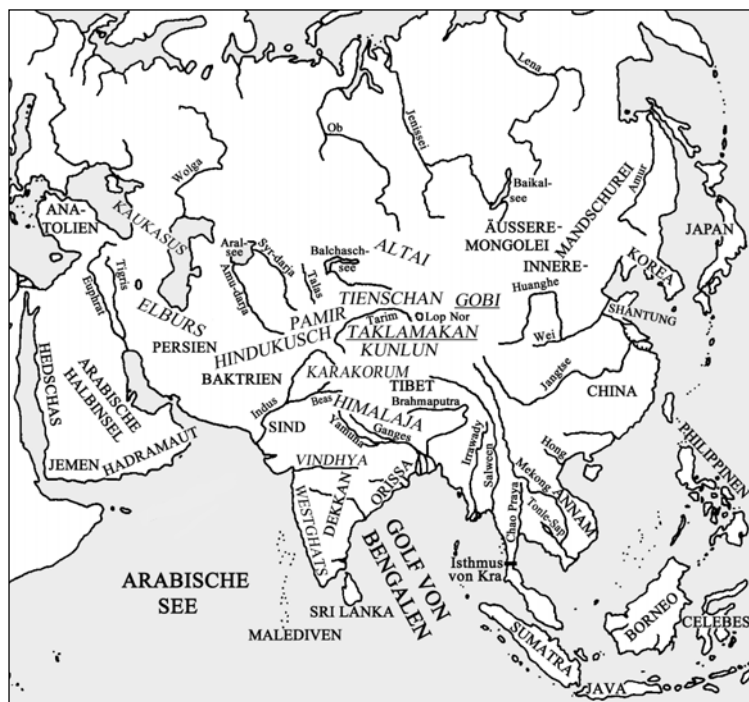 Lena
Ob
Jenissei
Wolga
Baikal-
see
Amur
MANDSCHUREI
ANA-
TOLIEN
KAUKASUS
ÄUSSERE-
MONGOLEI
JAPAN
Aral-
see
Syr-darja
Amu-darja
Balchasch-
see
ALTAI
INNERE-
KOREA
Tigris
Euphrat
Talas
Huanghe
ELBURS
TIENSCHAN
GOBI
PAMIR
Tarim
Lop Nor
SHANTUNG
PERSIEN
HINDUKUSCH
TAKLAMAKAN
KUNLUN
Wei
HEDSCHAS
ARABISCHE
HALBINSEL
BAKTRIEN
KARAKORUM
TIBET
Jangtse
CHINA
Indus
Beas
HIMALAJA
Brahmaputra
SIND
Yamuna
Ganges
Irrawady
Salween
Hong
JEMEN
HADRAMAUT
VINDHYA
ORISSA
Mekong
ANNAM
PHILIPPINEN
WESTGHATS
DEKKAN
Chao Praya
Tonle-Sap
GOLF VON
BENGALEN
Isthmus
von Kra
ARABISCHE
SEE
SRI LANKA
MALEDIVEN
SUMATRA
BORNEO
CELEBES
JAVA